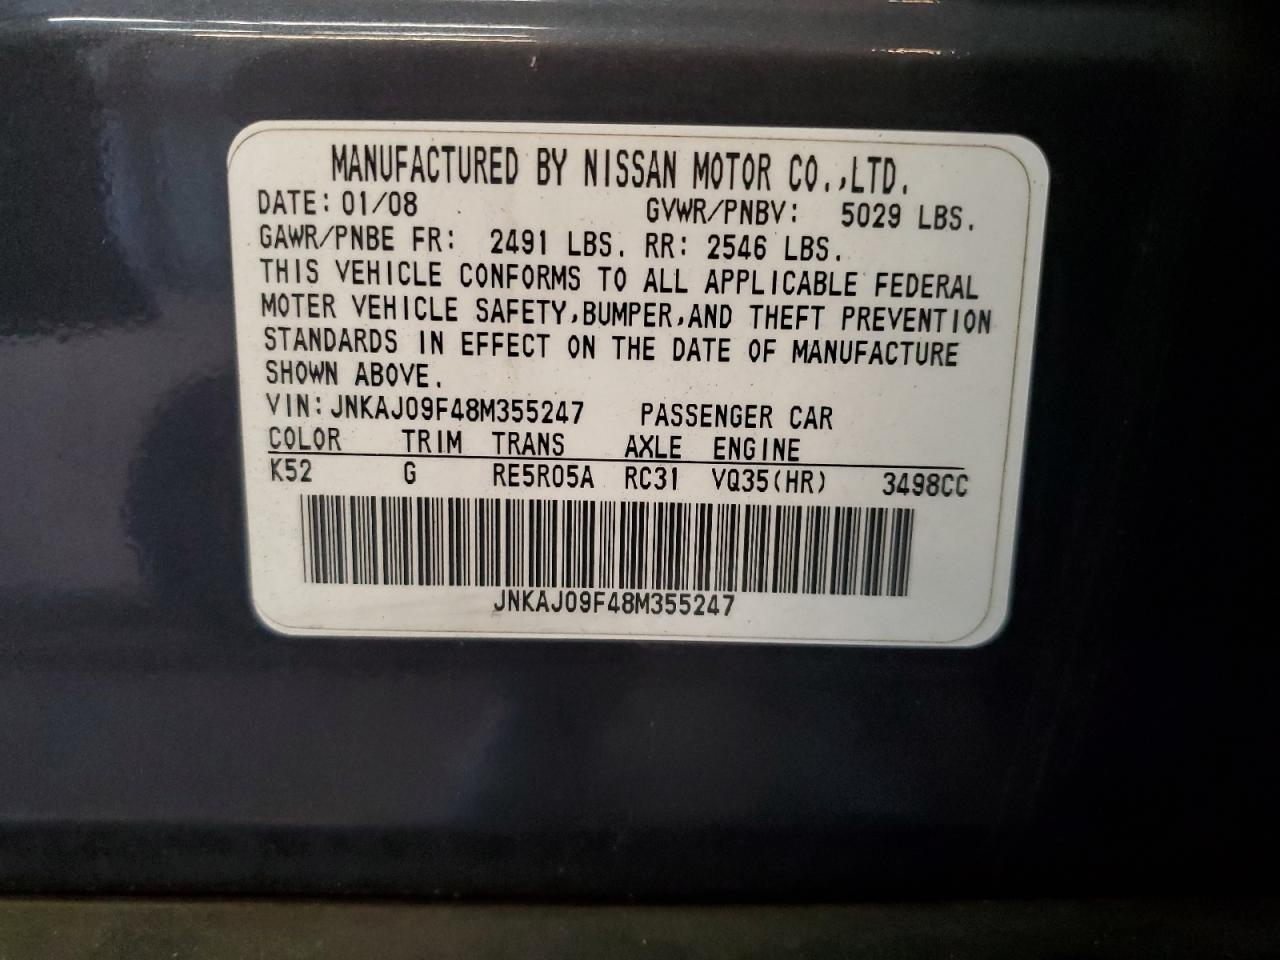 MANUFACTURED BY NISSAN MOTOR CO.,LTD.
DATE: 01/08 GVWR/PNBV: 5029 LBS.
GAWR/PNBE FR: 2491 LBS. RR: 2546 LBS.
THIS VEHICLE CONFORMS TO ALL APPLICABLE FEDERAL
MOTER VEHICLE SAFETY,BUMPER,AND THEFT PREVENTION
STANDARDS IN EFFECT ON THE DATE OF MANUFACTURE
SHOWN ABOVE.
VIN: JNKAJ09F48M355247 PASSENGER CAR
COLOR TRIM TRANS AXLE ENGINE
K52 G RE5R05A RC31 VQ35(HR) 3498CC
JNKAJ09F48M355247